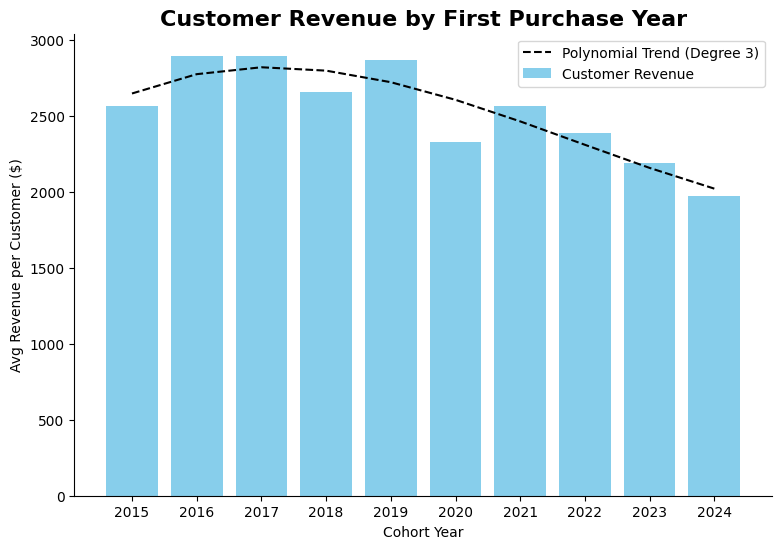 Customer Revenue by First Purchase Year
Polynomial Trend (Degree 3)
Customer Revenue
Avg Revenue per Customer ($)
3000
2500
2000
1500
1000
500
0
2015 2016 2017 2018 2019 2020 2021 2022 2023 2024
Cohort Year